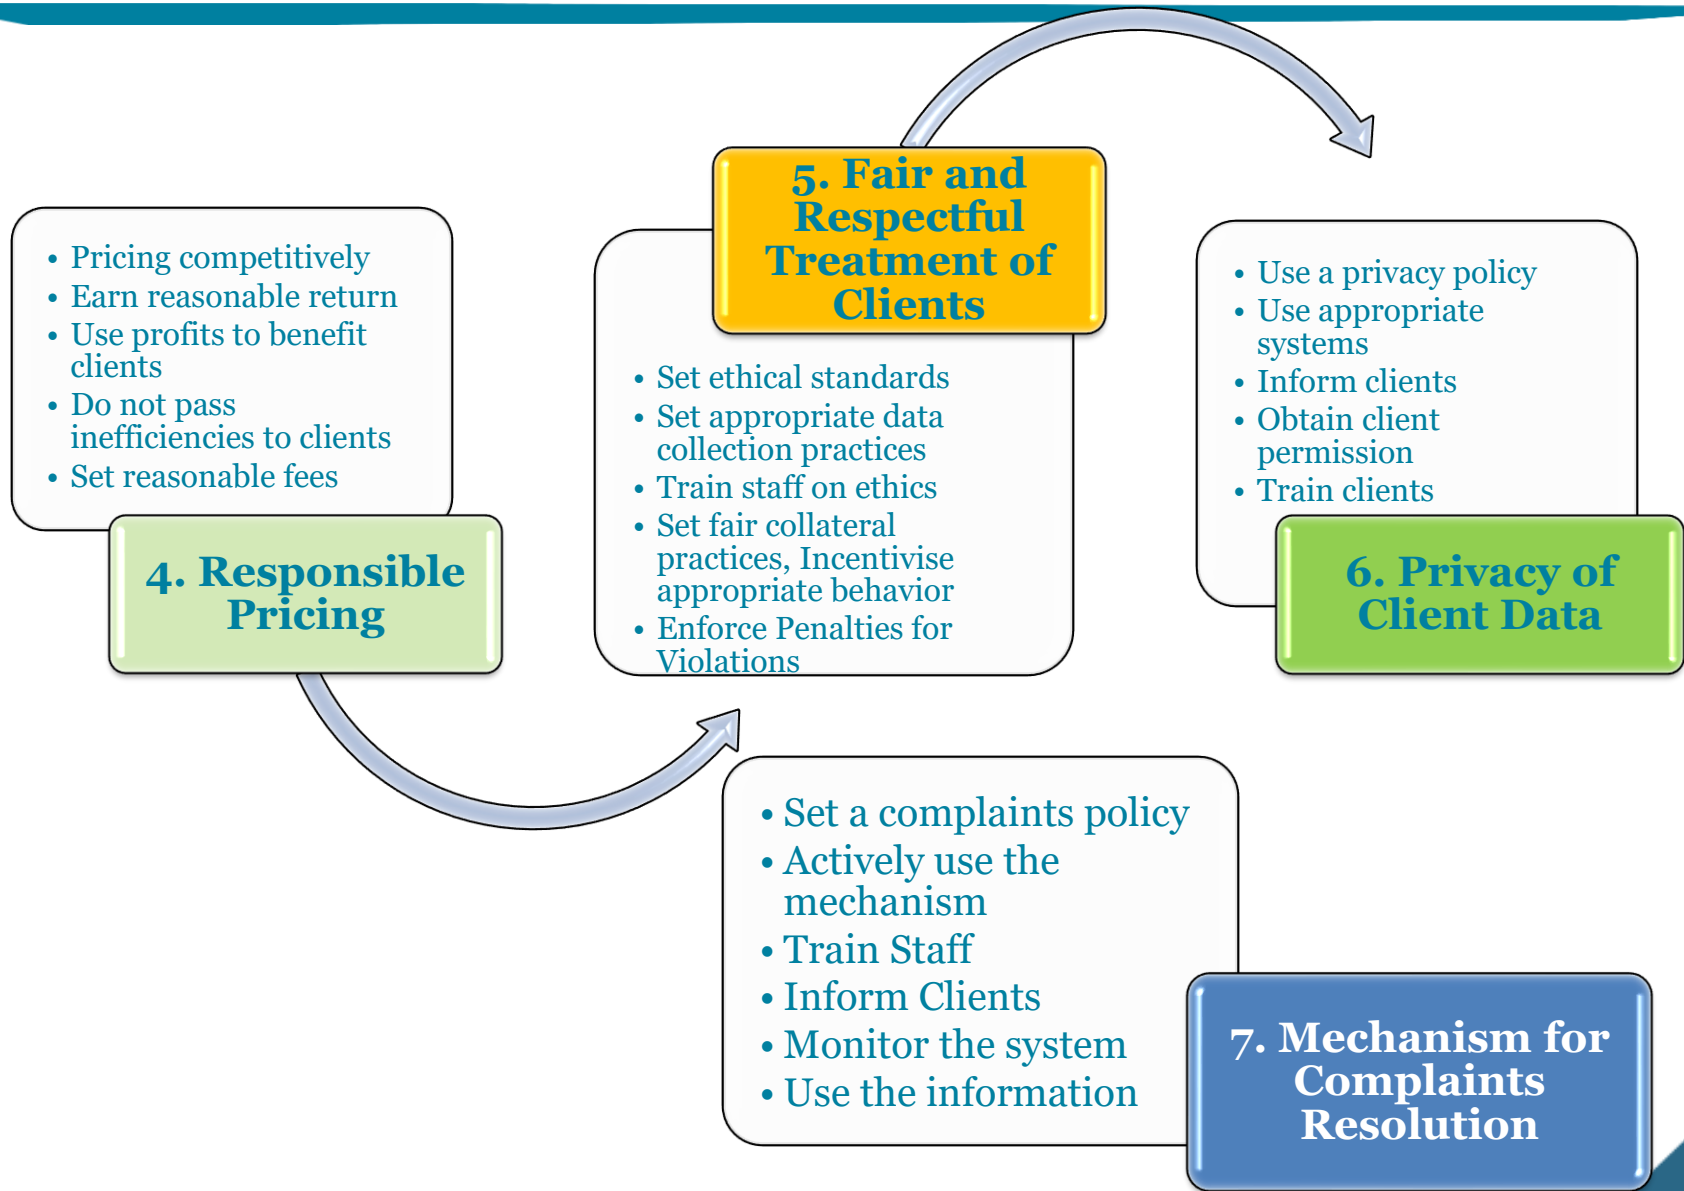 • Pricing competitively
• Earn reasonable return
• Use profits to benefit
clients
• Do not pass
inefficiencies to clients
• Set reasonable fees
4. Responsible
Pricing
5. Fair and
Respectful
Treatment of
Clients
• Set ethical standards
• Set appropriate data
collection practices
• Train staff on ethics
• Set fair collateral
practices, Incentivise
appropriate behavior
• Enforce Penalties for
Violations
• Use a privacy policy
• Use appropriate
systems
• Inform clients
• Obtain client
permission
• Train clients
6. Privacy of
Client Data
• Set a complaints policy
• Actively use the
mechanism
• Train Staff
• Inform Clients
• Monitor the system
• Use the information
7. Mechanism for
Complaints
Resolution